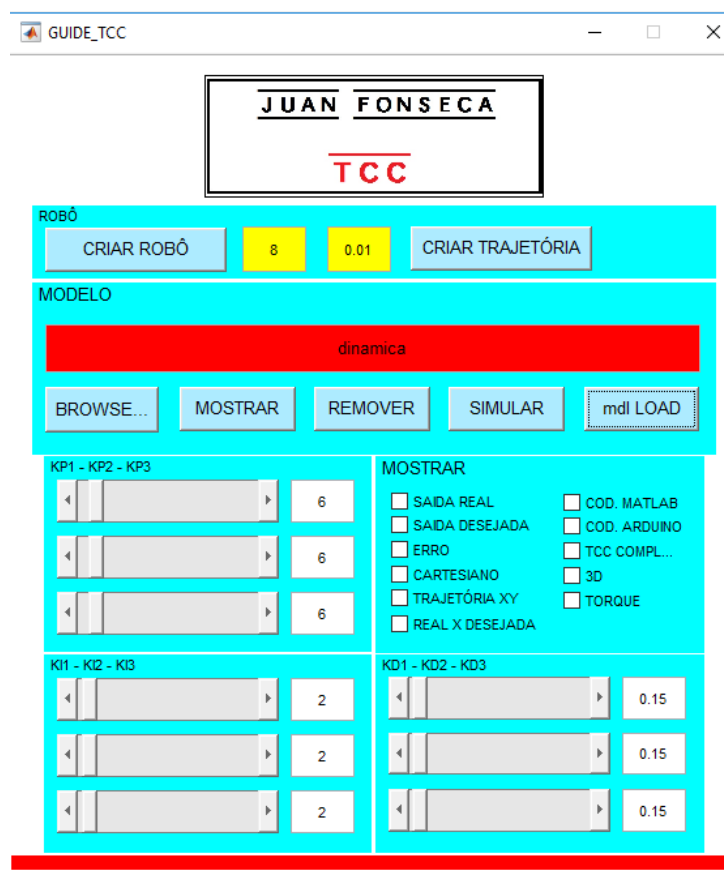 GUIDE_TCC
JUAN FONSECA
TCC
ROBÔ
CRIAR ROBÔ 8 0.01 CRIAR TRAJETÓRIA
MODELO
dinamica
BROWSE... MOSTRAR REMOVER SIMULAR mdl LOAD
KP1 - KP2 - KP3
6
6
6
MOSTRAR
SAIDA REAL
SAIDA DESEJADA
ERRO
CARTESIANO
TRAJETÓRIA XY
REAL X DESEJADA
COD. MATLAB
COD. ARDUINO
TCC COMPL...
3D
TORQUE
KI1 - KI2 - KI3
2
2
2
KD1 - KD2 - KD3
0.15
0.15
0.15